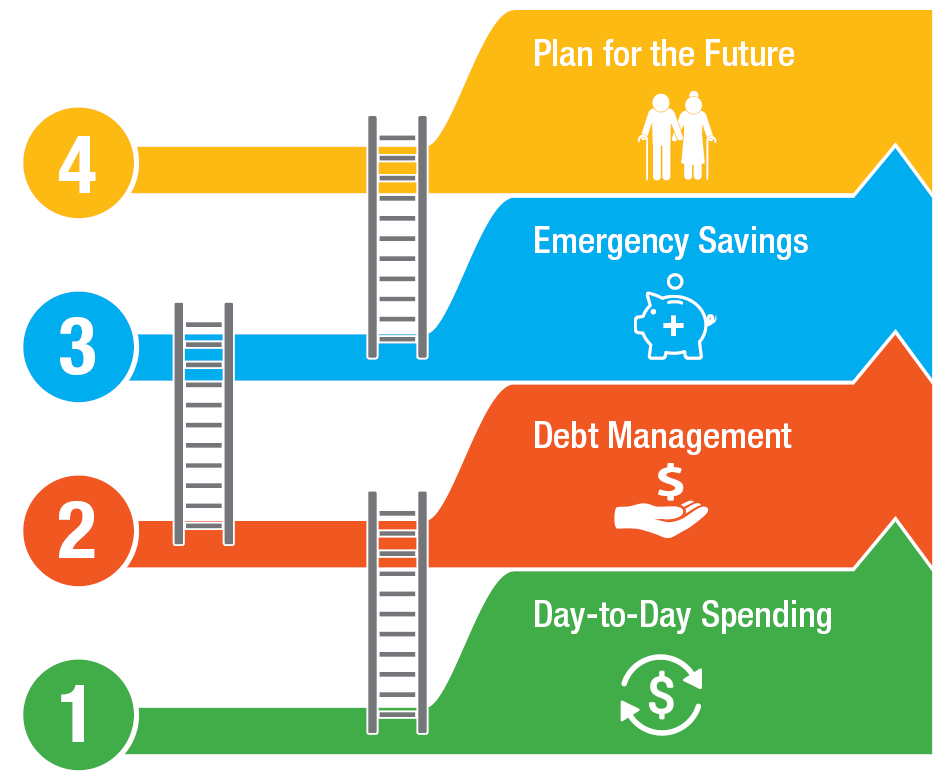 Plan for the Future
4
Emergency Savings
3
+
Debt Management
$
2
Day-to-Day Spending
$
1